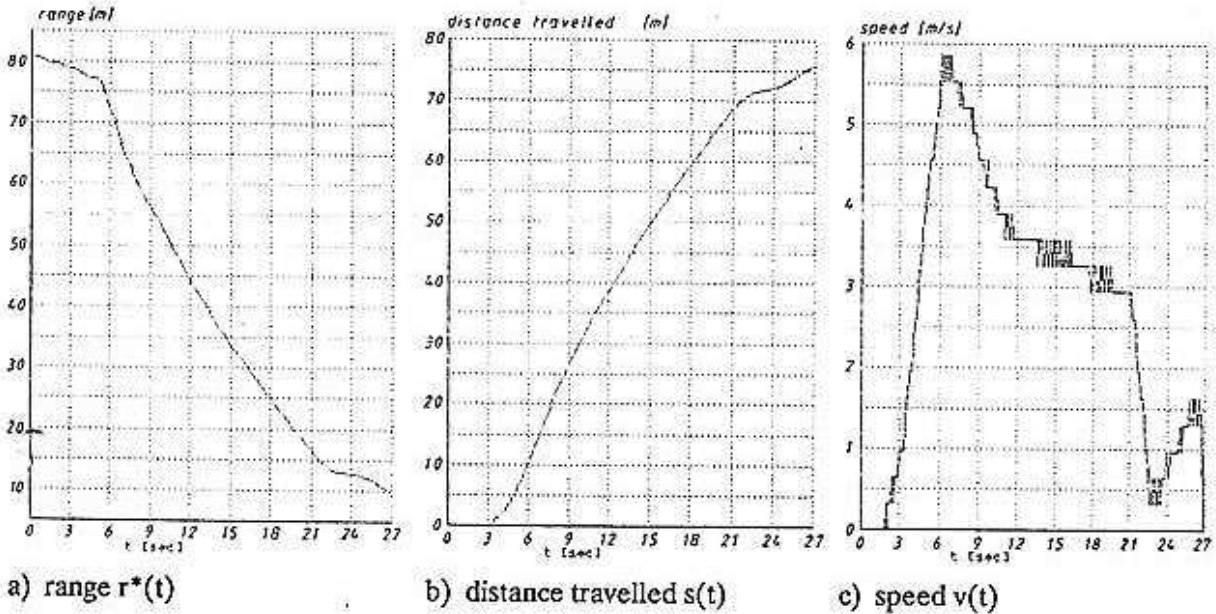 range [m]
80
70
60
50
40
30
20
10
0 3 6 9 12 15 18 21 24 27
t [sec]
a) range r*(t)
distance travelled [m]
80
70
60
50
40
30
20
10
0
0 3 6 9 12 15 18 21 24 27
t [sec]
b) distance travelled s(t)
speed [m/s]
6
5
4
3
2
1
0
3 6 9 12 15 18 21 24 27
t [sec]
c) speed v(t)